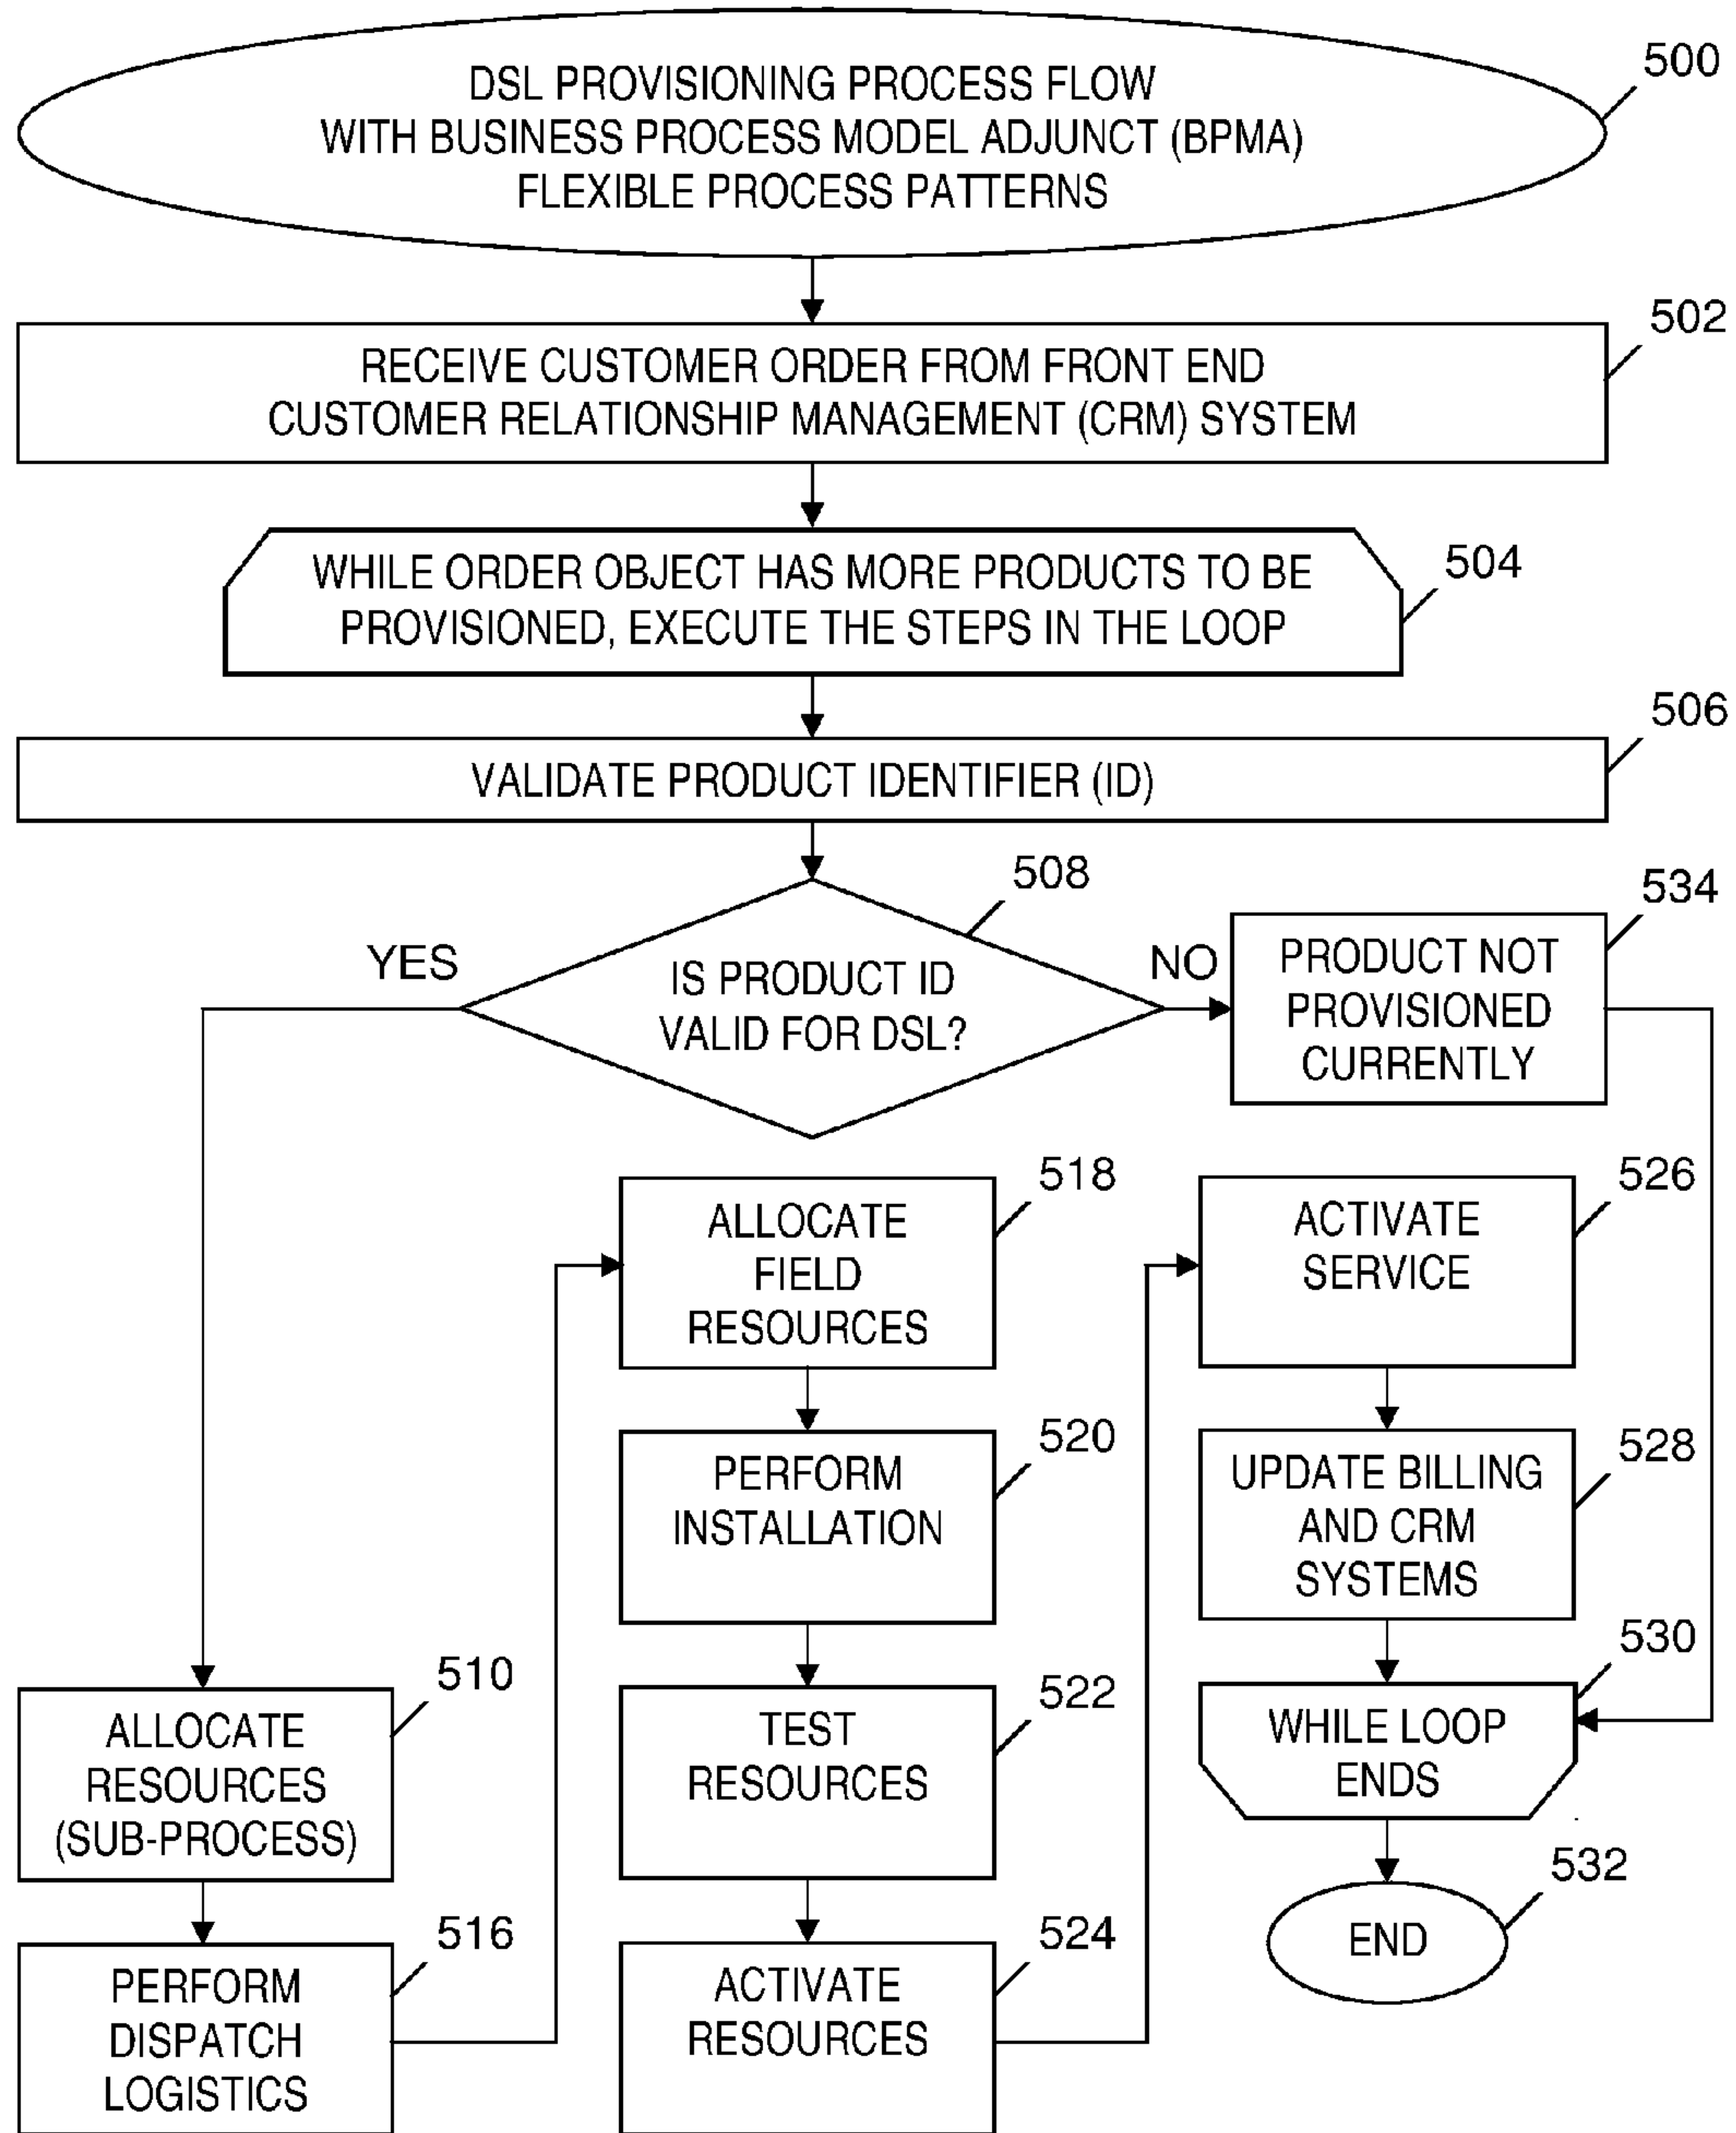 DSL PROVISIONING PROCESS FLOW
WITH BUSINESS PROCESS MODEL ADJUNCT (BPMA)
FLEXIBLE PROCESS PATTERNS
500
RECEIVE CUSTOMER ORDER FROM FRONT END
CUSTOMER RELATIONSHIP MANAGEMENT (CRM) SYSTEM
502
WHILE ORDER OBJECT HAS MORE PRODUCTS TO BE
PROVISIONED, EXECUTE THE STEPS IN THE LOOP
504
VALIDATE PRODUCT IDENTIFIER (ID)
506
IS PRODUCT ID
VALID FOR DSL?
508
YES
NO
PRODUCT NOT
PROVISIONED
CURRENTLY
534
ALLOCATE
RESOURCES
(SUB-PROCESS)
510
PERFORM
DISPATCH
LOGISTICS
516
ALLOCATE
FIELD
RESOURCES
518
PERFORM
INSTALLATION
520
TEST
RESOURCES
522
ACTIVATE
RESOURCES
524
ACTIVATE
SERVICE
526
UPDATE BILLING
AND CRM
SYSTEMS
528
WHILE LOOP
ENDS
530
END
532